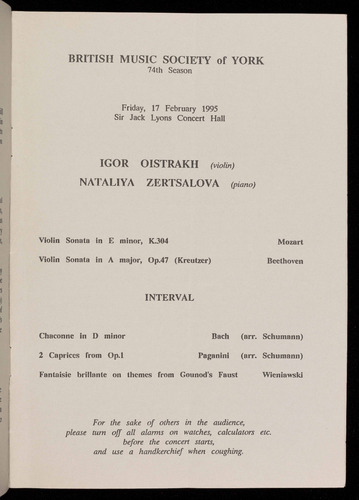 BRITISH MUSIC SOCIETY of YORK
74th Season
Friday, 17 February 1995
Sir Jack Lyons Concert Hall
IGOR OISTRAKH (violin)
NATALIYA ZERTSALOVA (piano)
Violin Sonata in E minor, K.304 Mozart
Violin Sonata in A major, Op.47 (Kreutzer) Beethoven
INTERVAL
Chaconne in D minor Bach (arr. Schumann)
2 Caprices from Op.1 Paganini (arr. Schumann)
Fantaisie brillante on themes from Gounod's Faust Wieniawski
For the sake of others in the audience,
please turn off all alarms on watches, calculators etc.
before the concert starts,
and use a handkerchief when coughing.